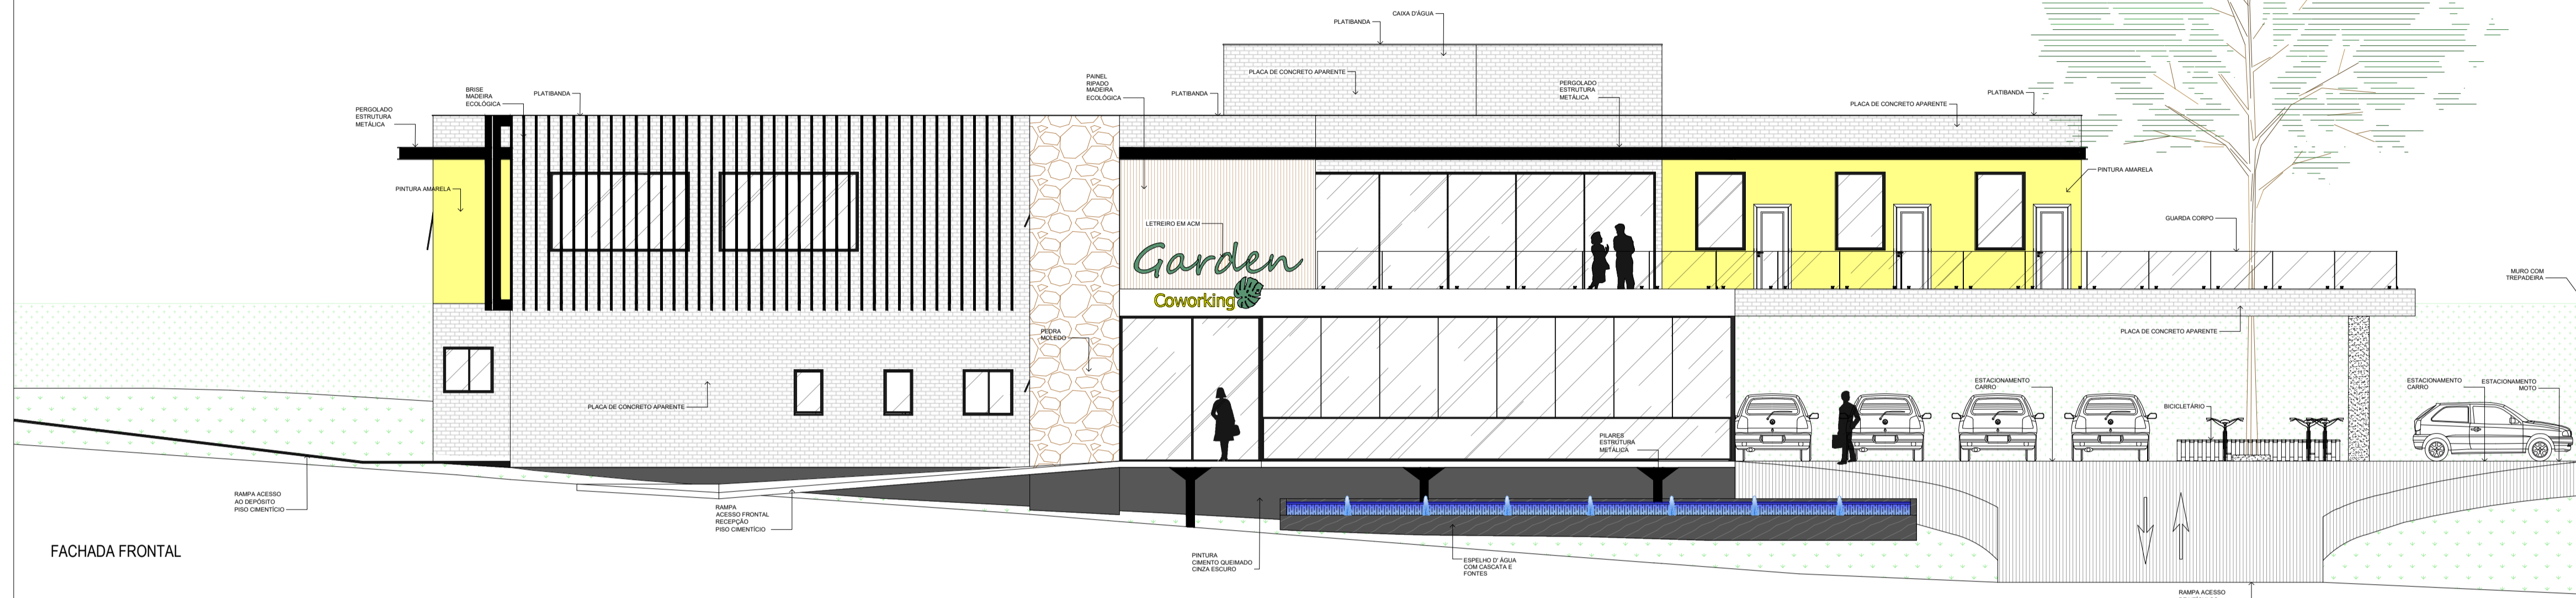 CAIXA D'ÁGUA
PLATIBANDA
PLACA DE CONCRETO APARENTE
PAINEL
RIPADO
MADEIRA
ECOLÓGICA
PLATIBANDA
PERGOLADO
ESTRUTURA
METÁLICA
PLATIBANDA
PLACA DE CONCRETO APARENTE
BRISE
MADEIRA
ECOLÓGICA
PLATIBANDA
PERGOLADO
ESTRUTURA
METÁLICA
PINTURA AMARELA
PINTURA AMARELA
LETREIRO EM ACM
GUARDA CORPO
Garden
Coworking
MURO COM
TREPADEIRA
PEDRA
MOLEDO
PLACA DE CONCRETO APARENTE
PLACA DE CONCRETO APARENTE
ESTACIONAMENTO
CARRO
ESTACIONAMENTO
CARRO
ESTACIONAMENTO
MOTO
BICICLETÁRIO
PILARES
ESTRUTURA
METÁLICA
RAMPA ACESSO
AO DEPÓSITO
PISO CIMENTÍCIO
RAMPA
ACESSO FRONTAL
RECEPÇÃO
PISO CIMENTÍCIO
FACHADA FRONTAL
PINTURA
CIMENTO QUEIMADO
CINZA ESCURO
ESPELHO D' ÁGUA
COM CASCATA E
FONTES
RAMPA ACESSO